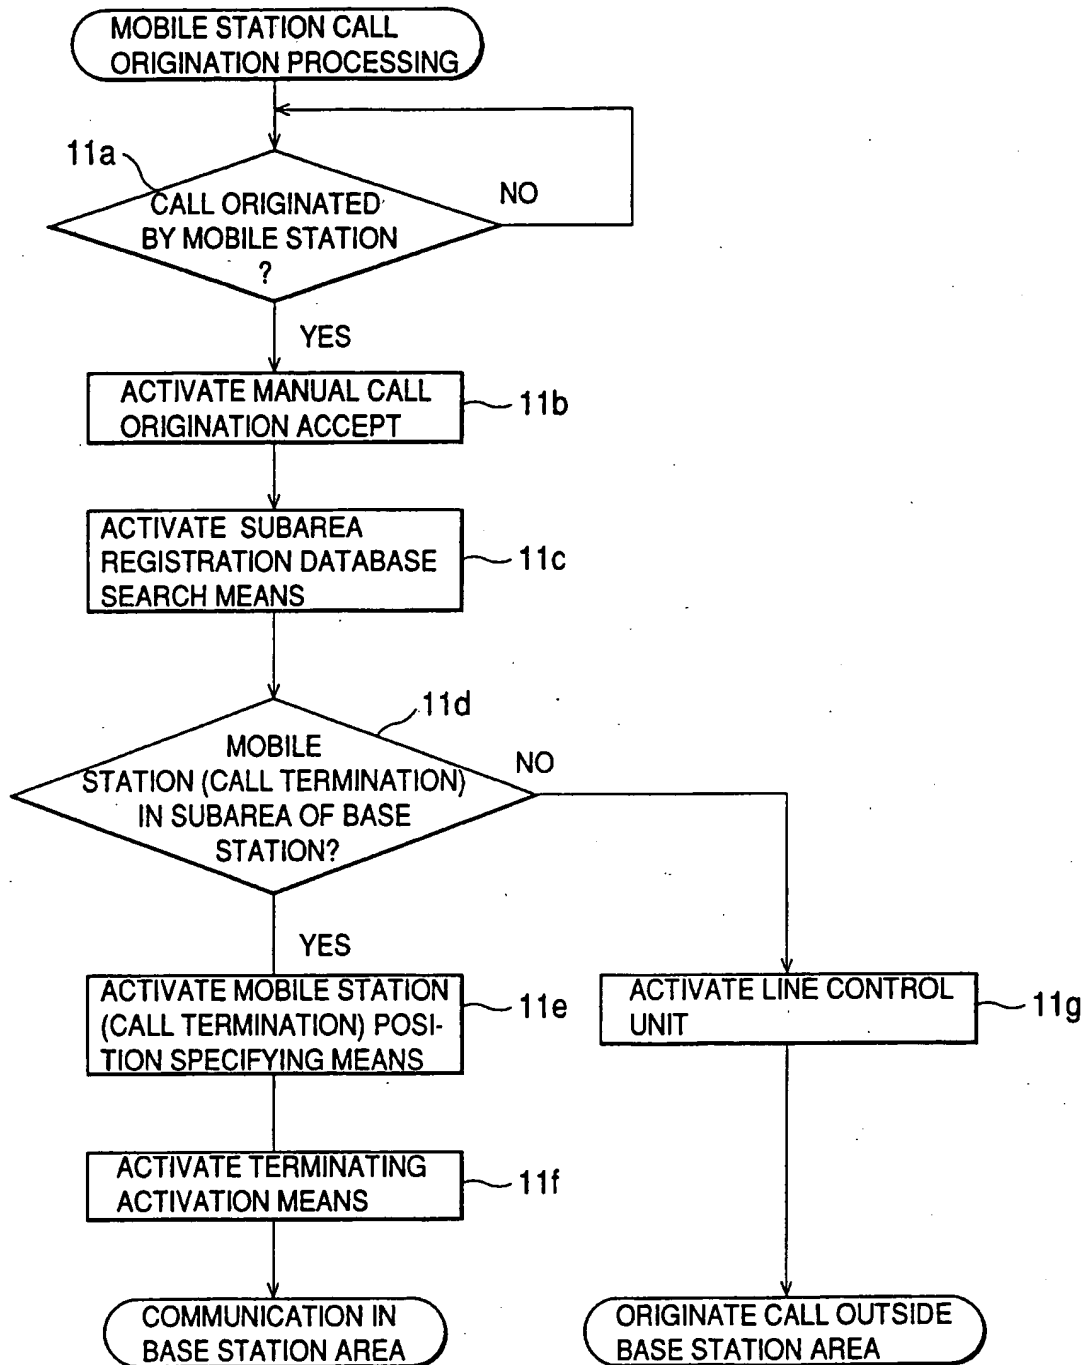 MOBILE STATION CALL
ORIGINATION PROCESSING
11a
CALL ORIGINATED
BY MOBILE STATION
?
NO
YES
ACTIVATE MANUAL CALL
ORIGINATION ACCEPT
11b
ACTIVATE SUBAREA
REGISTRATION DATABASE
SEARCH MEANS
11c
11d
MOBILE
STATION (CALL TERMINATION)
IN SUBAREA OF BASE
STATION?
NO
YES
ACTIVATE MOBILE STATION
(CALL TERMINATION) POSI-
TION SPECIFYING MEANS
11e
ACTIVATE LINE CONTROL
UNIT
11g
ACTIVATE TERMINATING
ACTIVATION MEANS
11f
COMMUNICATION IN
BASE STATION AREA
ORIGINATE CALL OUTSIDE
BASE STATION AREA